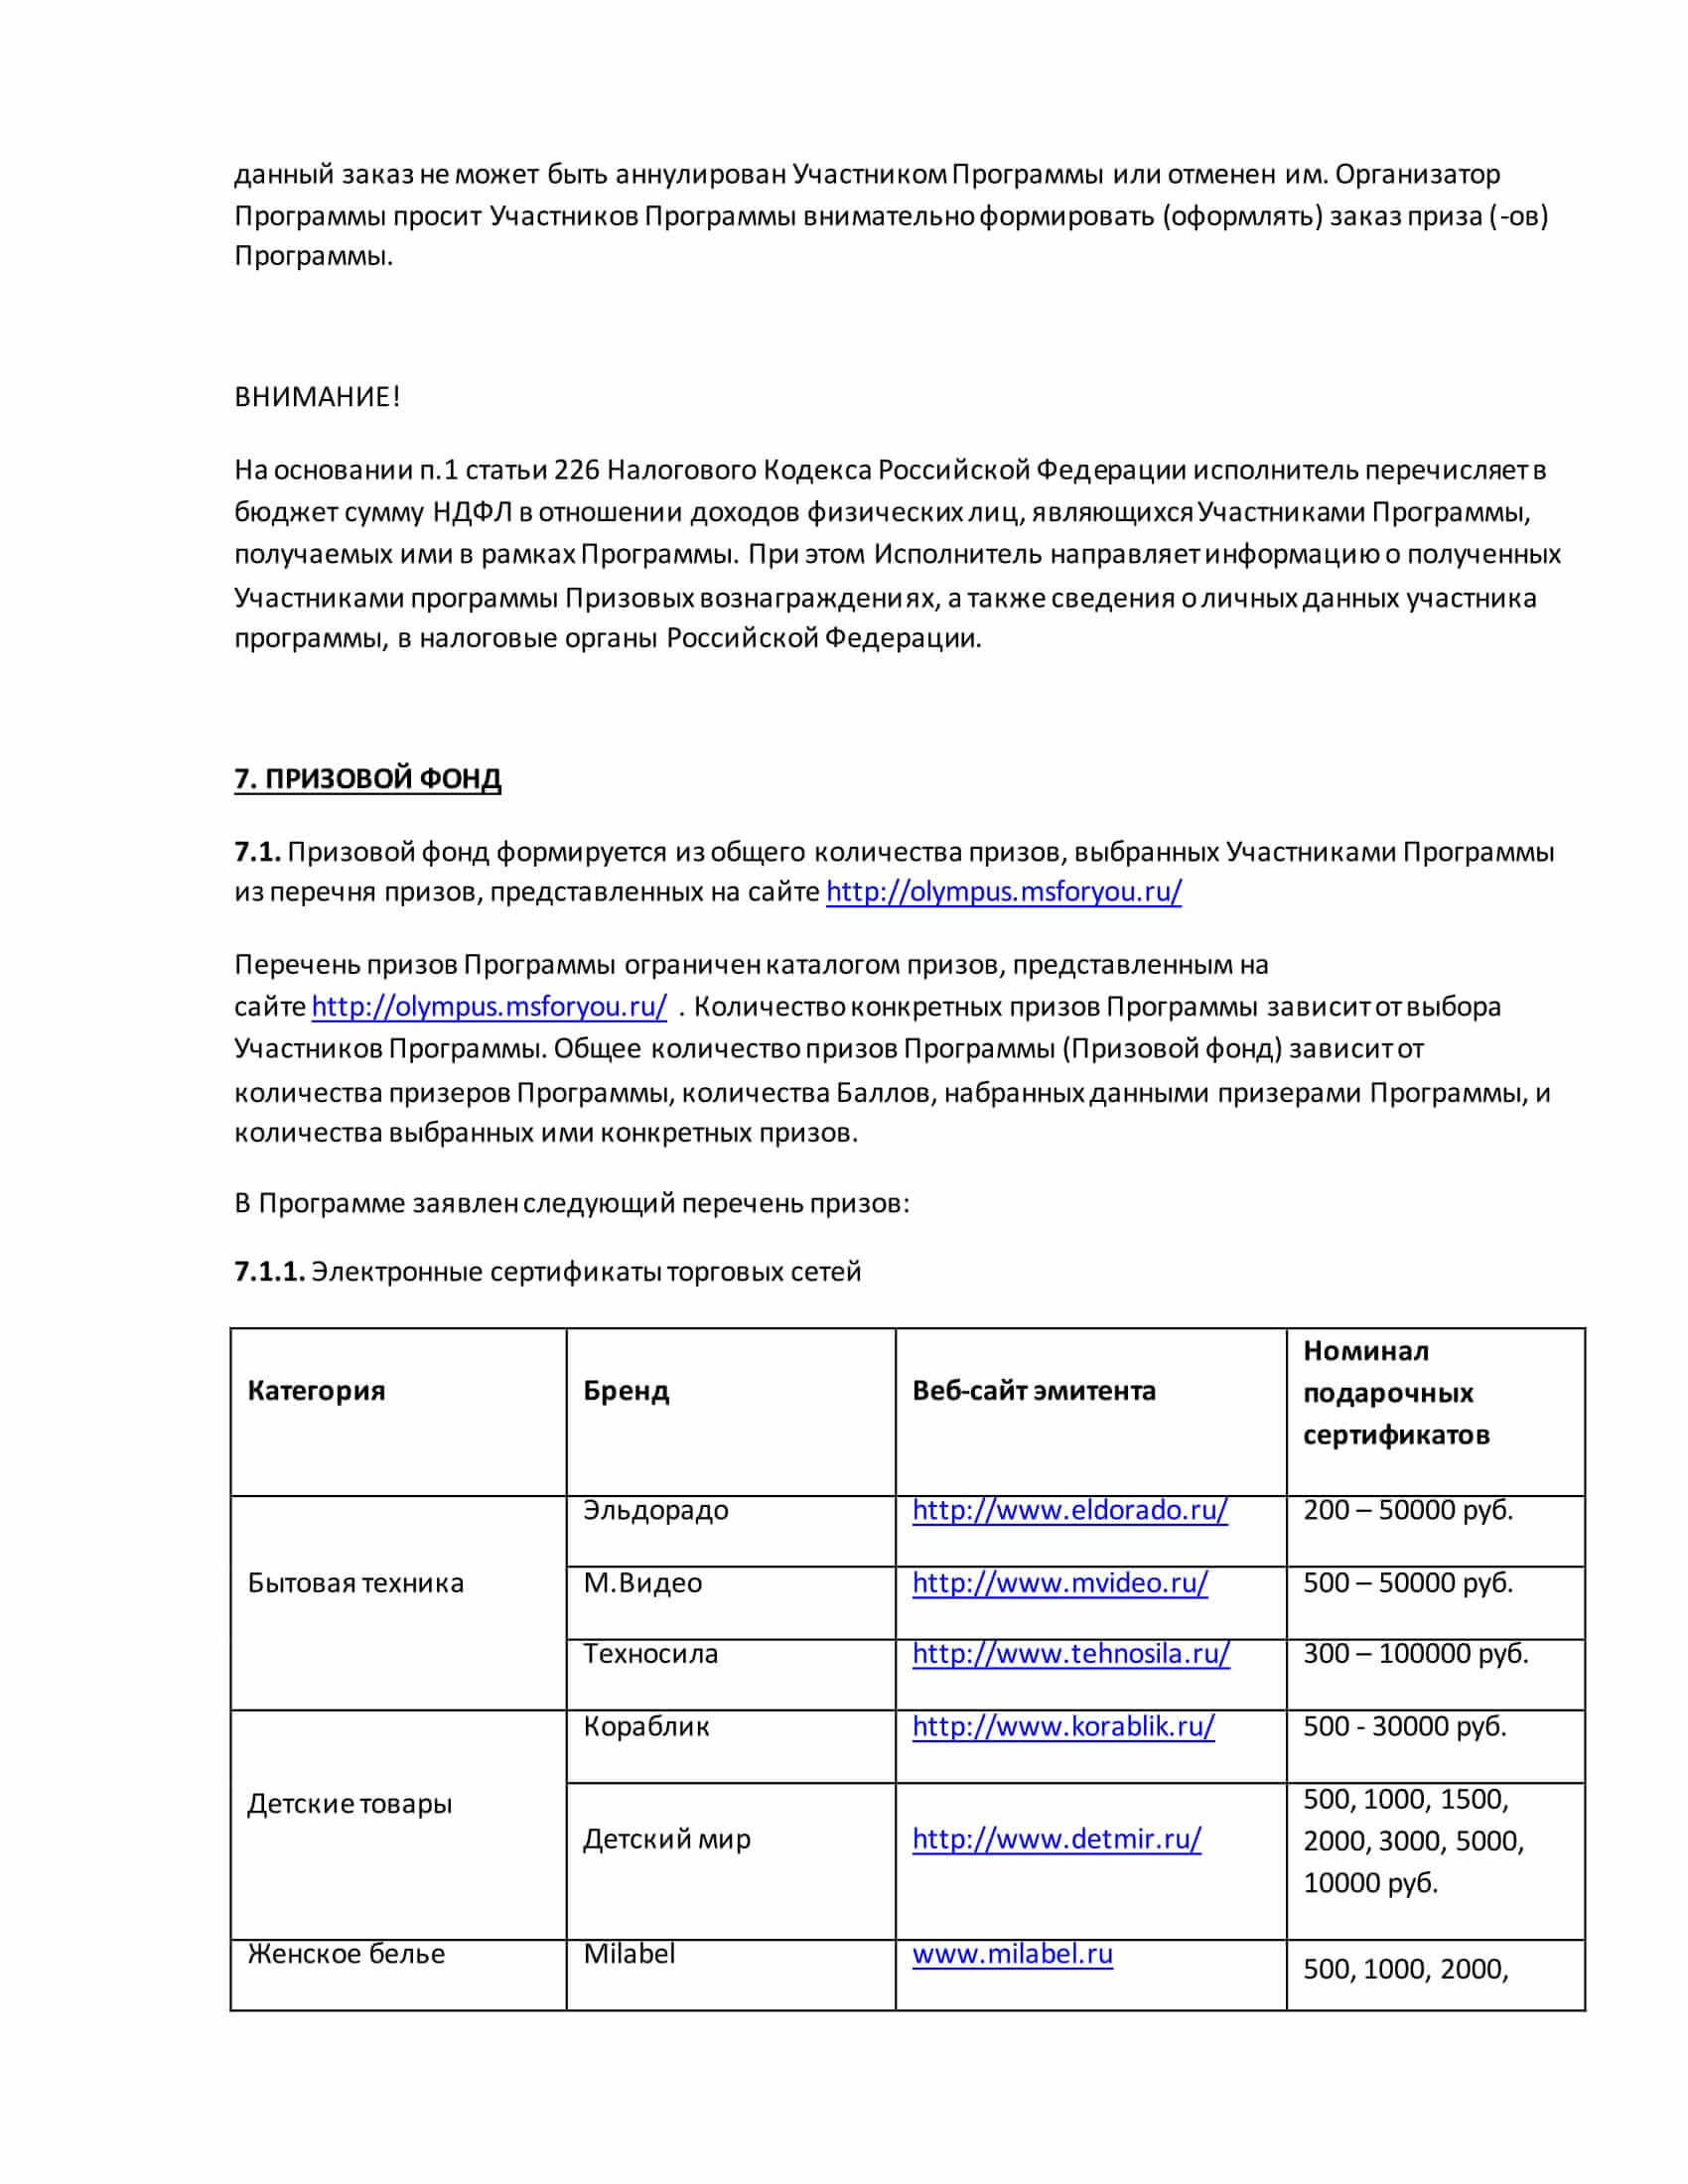 данный заказ не может быть аннулирован Участником Программы или отменен им. Организатор
Программы просит Участников Программы внимательно формировать (оформлять) заказ приза (-ов)
Программы.
ВНИМАНИЕ!
На основании п.1 статьи 226 Налогового Кодекса Российской Федерации исполнитель перечисляет в
бюджет сумму НДФЛ в отношении доходов физических лиц, являющихся Участниками Программы,
получаемых ими в рамках Программы. При этом Исполнитель направляет информацию о полученных
Участниками программы Призовых вознаграждениях, а также сведения о личных данных участника
программы, в налоговые органы Российской Федерации.
7. ПРИЗОВОЙ ФОНД
7.1. Призовой фонд формируется из общего количества призов, выбранных Участниками Программы
из перечня призов, представленных на сайте http://olympus.msforyou.ru/
Перечень призов Программы ограничен каталогом призов, представленным на
сайте http://olympus.msforyou.ru/ . Количество конкретных призов Программы зависит от выбора
Участников Программы. Общее количество призов Программы (Призовой фонд) зависит от
количества призеров Программы, количества Баллов, набранных данными призерами Программы, и
количества выбранных ими конкретных призов.
В Программе заявлен следующий перечень призов:
7.1.1. Электронные сертификаты торговых сетей
Категория
Бренд
Веб-сайт эмитента
Номинал
подарочных
сертификатов
Бытовая техника
Эльдорадо
http://www.eldorado.ru/
200 – 50000 руб.
М.Видео
http://www.mvideo.ru/
500 – 50000 руб.
Техносила
http://www.tehnosila.ru/
300 – 100000 руб.
Детские товары
Кораблик
http://www.korablik.ru/
500 - 30000 руб.
Детский мир
http://www.detmir.ru/
500, 1000, 1500,
2000, 3000, 5000,
10000 руб.
Женское белье
Milabel
www.milabel.ru
500, 1000, 2000,